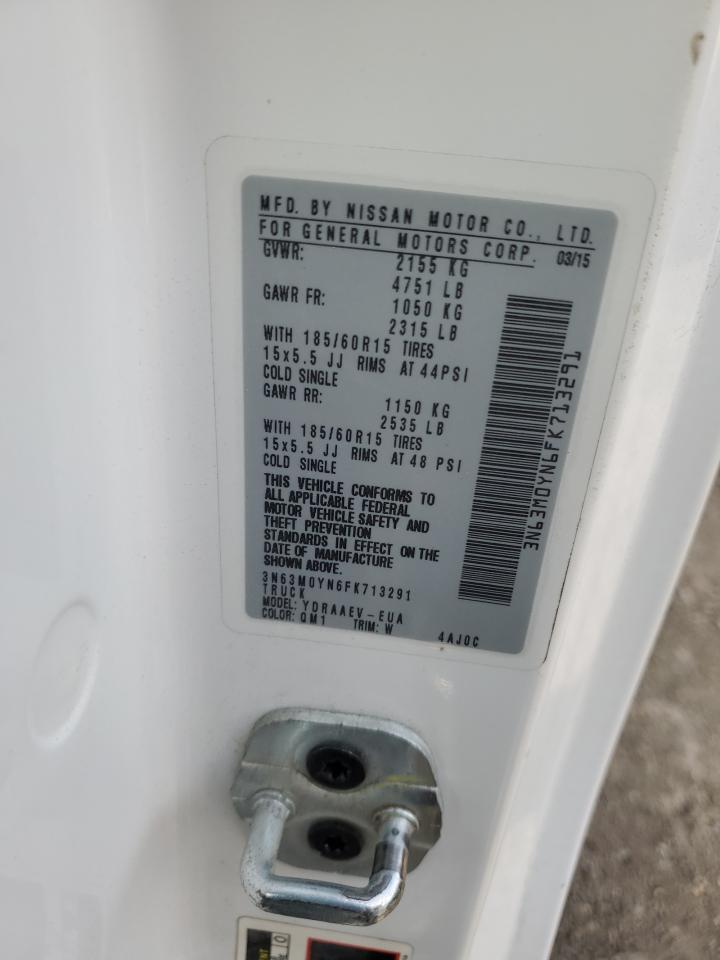 MFD. BY NISSAN MOTOR CO., LTD.
FOR GENERAL MOTORS CORP. 03/15
GVWR: 2155 KG
4751 LB
GAWR FR: 1050 KG
2315 LB
WITH 185/60R15 TIRES
15x5.5 JJ RIMS AT 44PSI
COLD SINGLE
GAWR RR: 1150 KG
2535 LB
WITH 185/60R15 TIRES
15x5.5 JJ RIMS AT 48 PSI
COLD SINGLE
THIS VEHICLE CONFORMS TO
ALL APPLICABLE FEDERAL
MOTOR VEHICLE SAFETY AND
THEFT PREVENTION
STANDARDS IN EFFECT ON THE
DATE OF MANUFACTURE
SHOWN ABOVE.
3N63M0YN6FK713291
TRUCK
MODEL: YDRAAEV-EUA
COLOR: QM1 TRIM: W 4AJ0C
3N63M0YN6FK713291